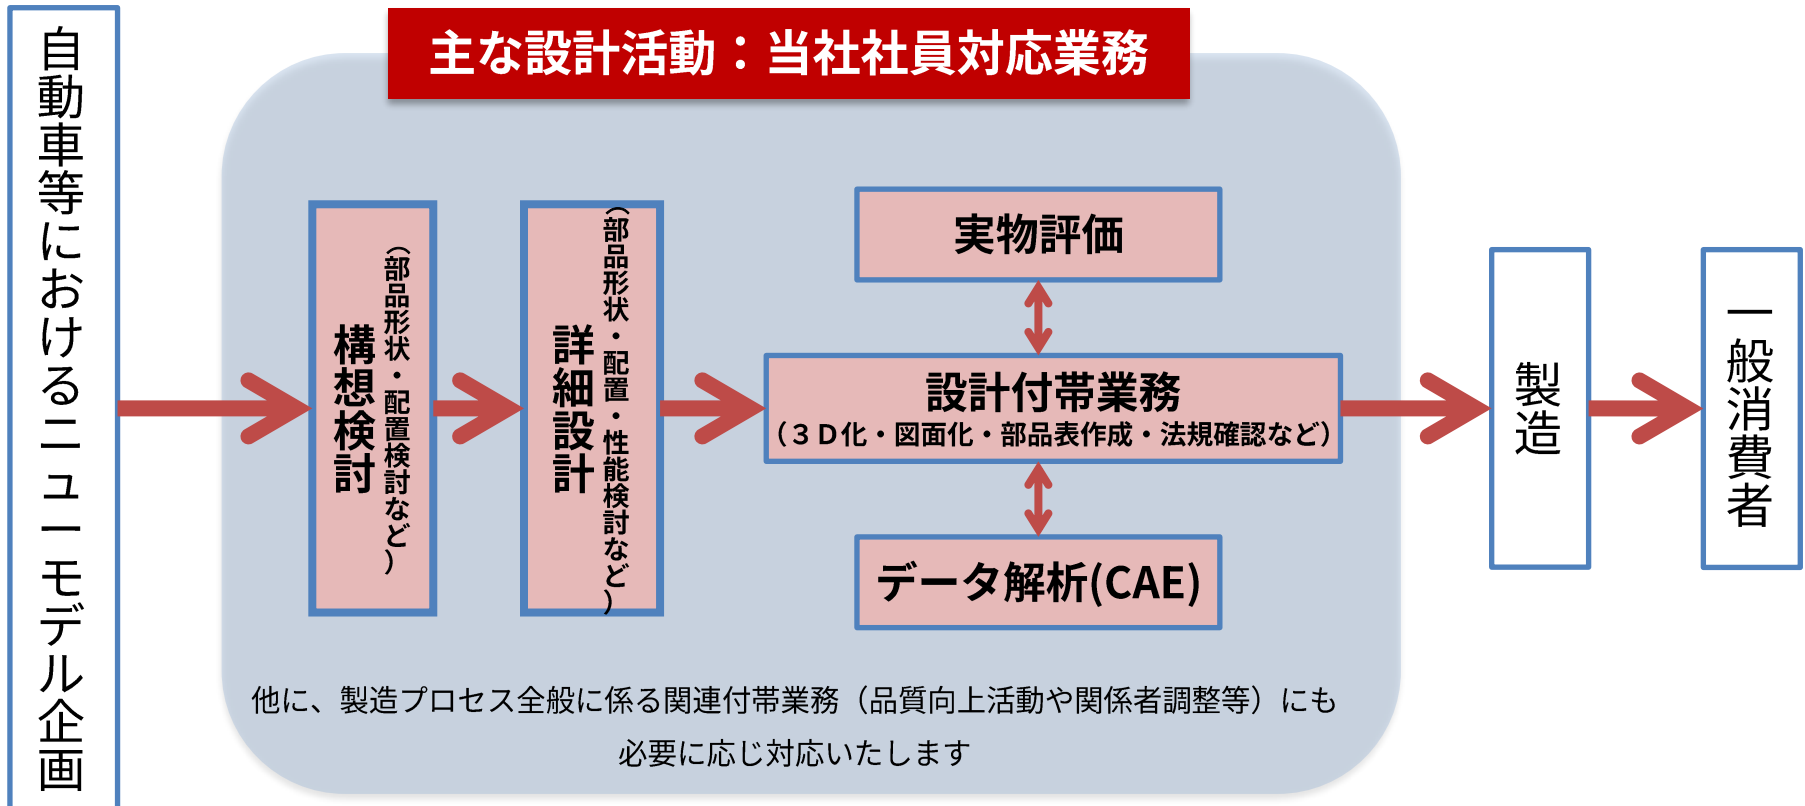 主な設計活動：当社社員対応業務
自動車等におけるニューモデル企画
構想検討
（部品形状・配置検討など）
詳細設計
（部品形状・配置・性能検討など）
実物評価
設計付帯業務
（３Ｄ化・図面化・部品表作成・法規確認など）
データ解析(CAE)
製造
一般消費者
他に、製造プロセス全般に係る関連付帯業務（品質向上活動や関係者調整等）にも
必要に応じ対応いたします